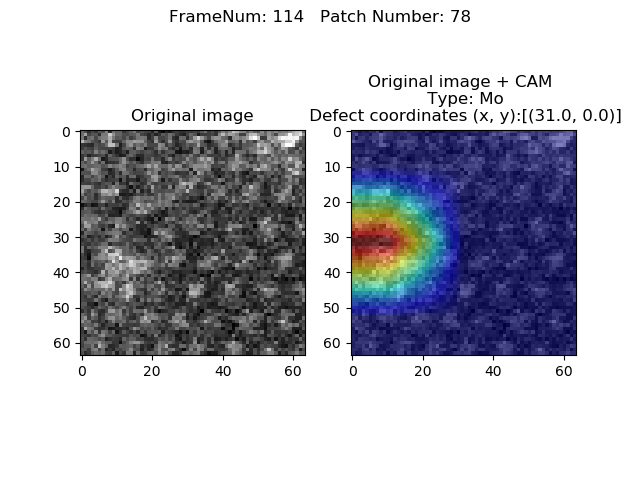 FrameNum: 114   Patch Number: 78
Original image
Original image + CAM
Type: Mo
Defect coordinates (x, y):[(31.0, 0.0)]
0
10
20
30
40
50
60
0 20 40 60
0
10
20
30
40
50
60
0 20 40 60